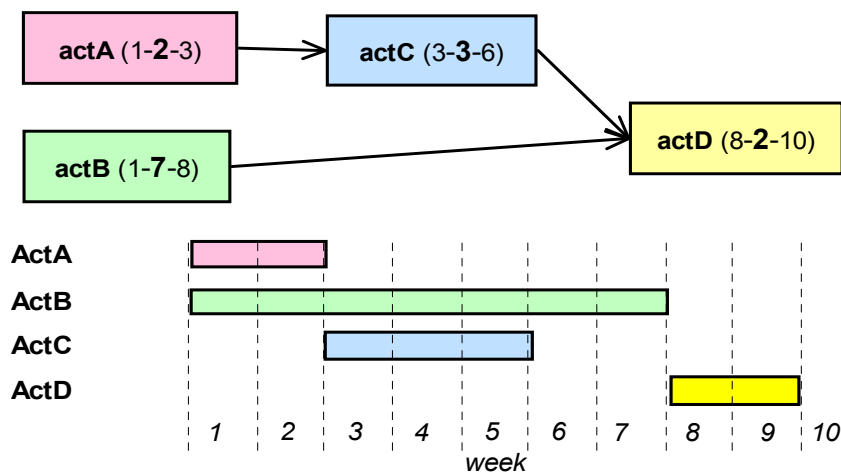 actA (1-2-3)
actC (3-3-6)
actD (8-2-10)
actB (1-7-8)
ActA
ActB
ActC
ActD
1 2 3 4 5 6 7 8 9 10
week